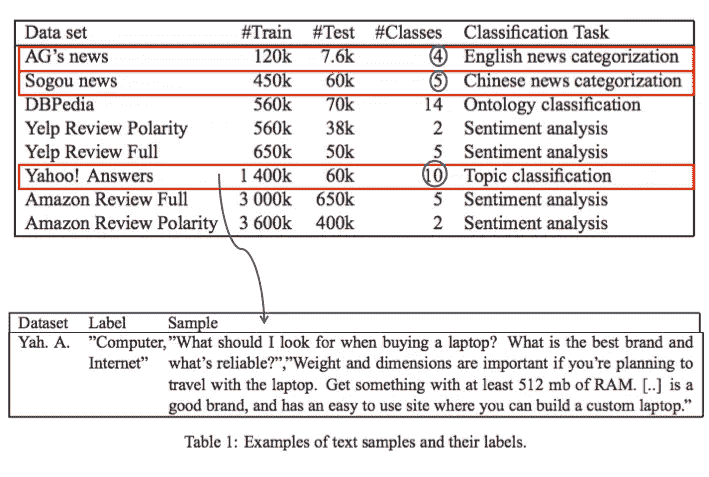 Data set #Train #Test #Classes Classification Task
AG's news 120k 7.6k 4 English news categorization
Sogou news 450k 60k 5 Chinese news categorization
DBPedia 560k 70k 14 Ontology classification
Yelp Review Polarity 560k 38k 2 Sentiment analysis
Yelp Review Full 650k 50k 5 Sentiment analysis
Yahoo! Answers 1 400k 60k 10 Topic classification
Amazon Review Full 3 000k 650k 5 Sentiment analysis
Amazon Review Polarity 3 600k 400k 2 Sentiment analysis
Dataset Label Sample
Yah. A. "Computer, "What should I look for when buying a laptop? What is the best brand and
Internet" what's reliable?","Weight and dimensions are important if you're planning to
travel with the laptop. Get something with at least 512 mb of RAM. [..] is a
good brand, and has an easy to use site where you can build a custom laptop."
Table 1: Examples of text samples and their labels.